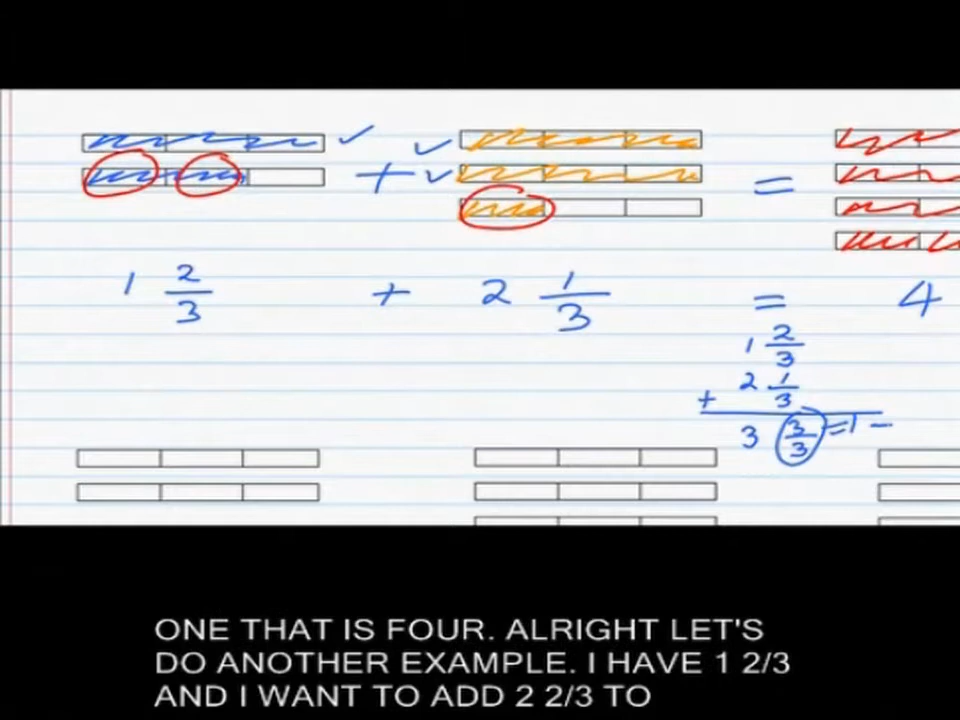 1 2/3 + 2 1/3 = 4
1 2/3
+ 2 1/3
3 3/3 = 1 -
ONE THAT IS FOUR. ALRIGHT LET'S
DO ANOTHER EXAMPLE. I HAVE 1 2/3
AND I WANT TO ADD 2 2/3 TO